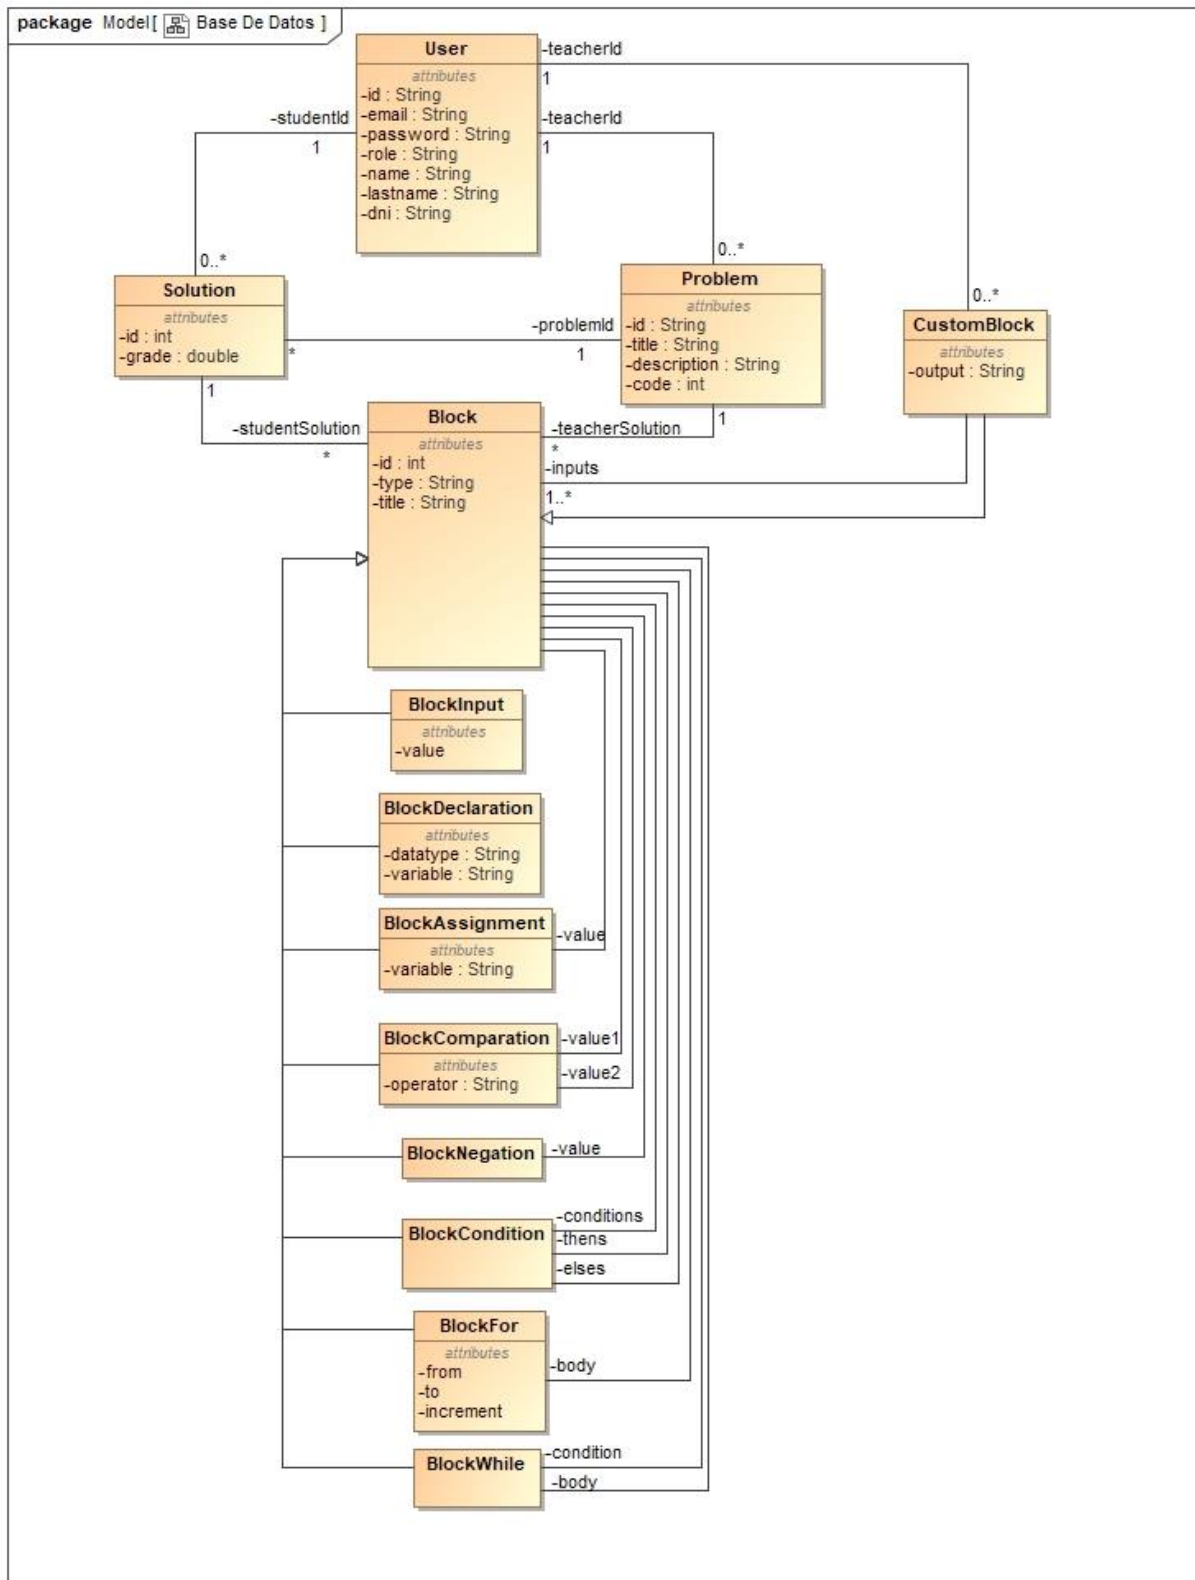 package Model[ Base De Datos ]
User
attributes
-id : String
-email : String
-password : String
-role : String
-name : String
-lastname : String
-dni : String
-teacherId
1
-teacherId
1
-studentId
1
0..*
0..*
0..*
Solution
attributes
-id : int
-grade : double
*
1
-problemId
1
Problem
attributes
-id : String
-title : String
-description : String
-code : int
1
CustomBlock
attributes
-output : String
-studentSolution
*
Block
attributes
-id : int
-type : String
-title : String
-teacherSolution
*
-inputs
1..*
BlockInput
attributes
-value
BlockDeclaration
attributes
-datatype : String
-variable : String
BlockAssignment
attributes
-variable : String
-value
BlockComparation
attributes
-operator : String
-value1
-value2
BlockNegation
-value
BlockCondition
-conditions
-thens
-elses
BlockFor
attributes
-from
-to
-increment
-body
BlockWhile
-condition
-body